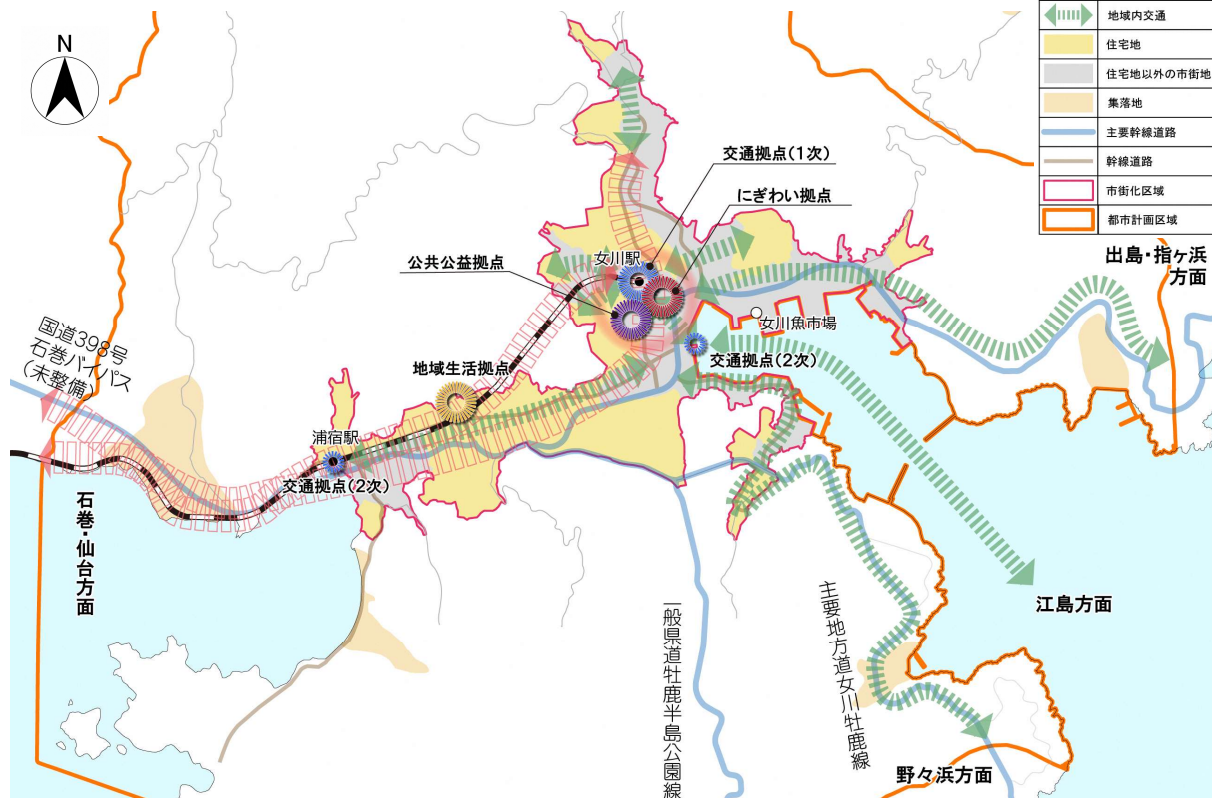 N
地域内交通
住宅地
住宅地以外の市街地
集落地
主要幹線道路
幹線道路
市街化区域
都市計画区域
交通拠点(1次)
にぎわい拠点
女川駅
公共公益拠点
出島・指ヶ浜
方面
女川魚市場
国道398号
石巻バイパス
(未整備)
地域生活拠点
交通拠点(2次)
浦宿駅
交通拠点(2次)
石巻・仙台方面
江島方面
一般県道牡鹿半島公園線
主要地方道女川牡鹿線
野々浜方面